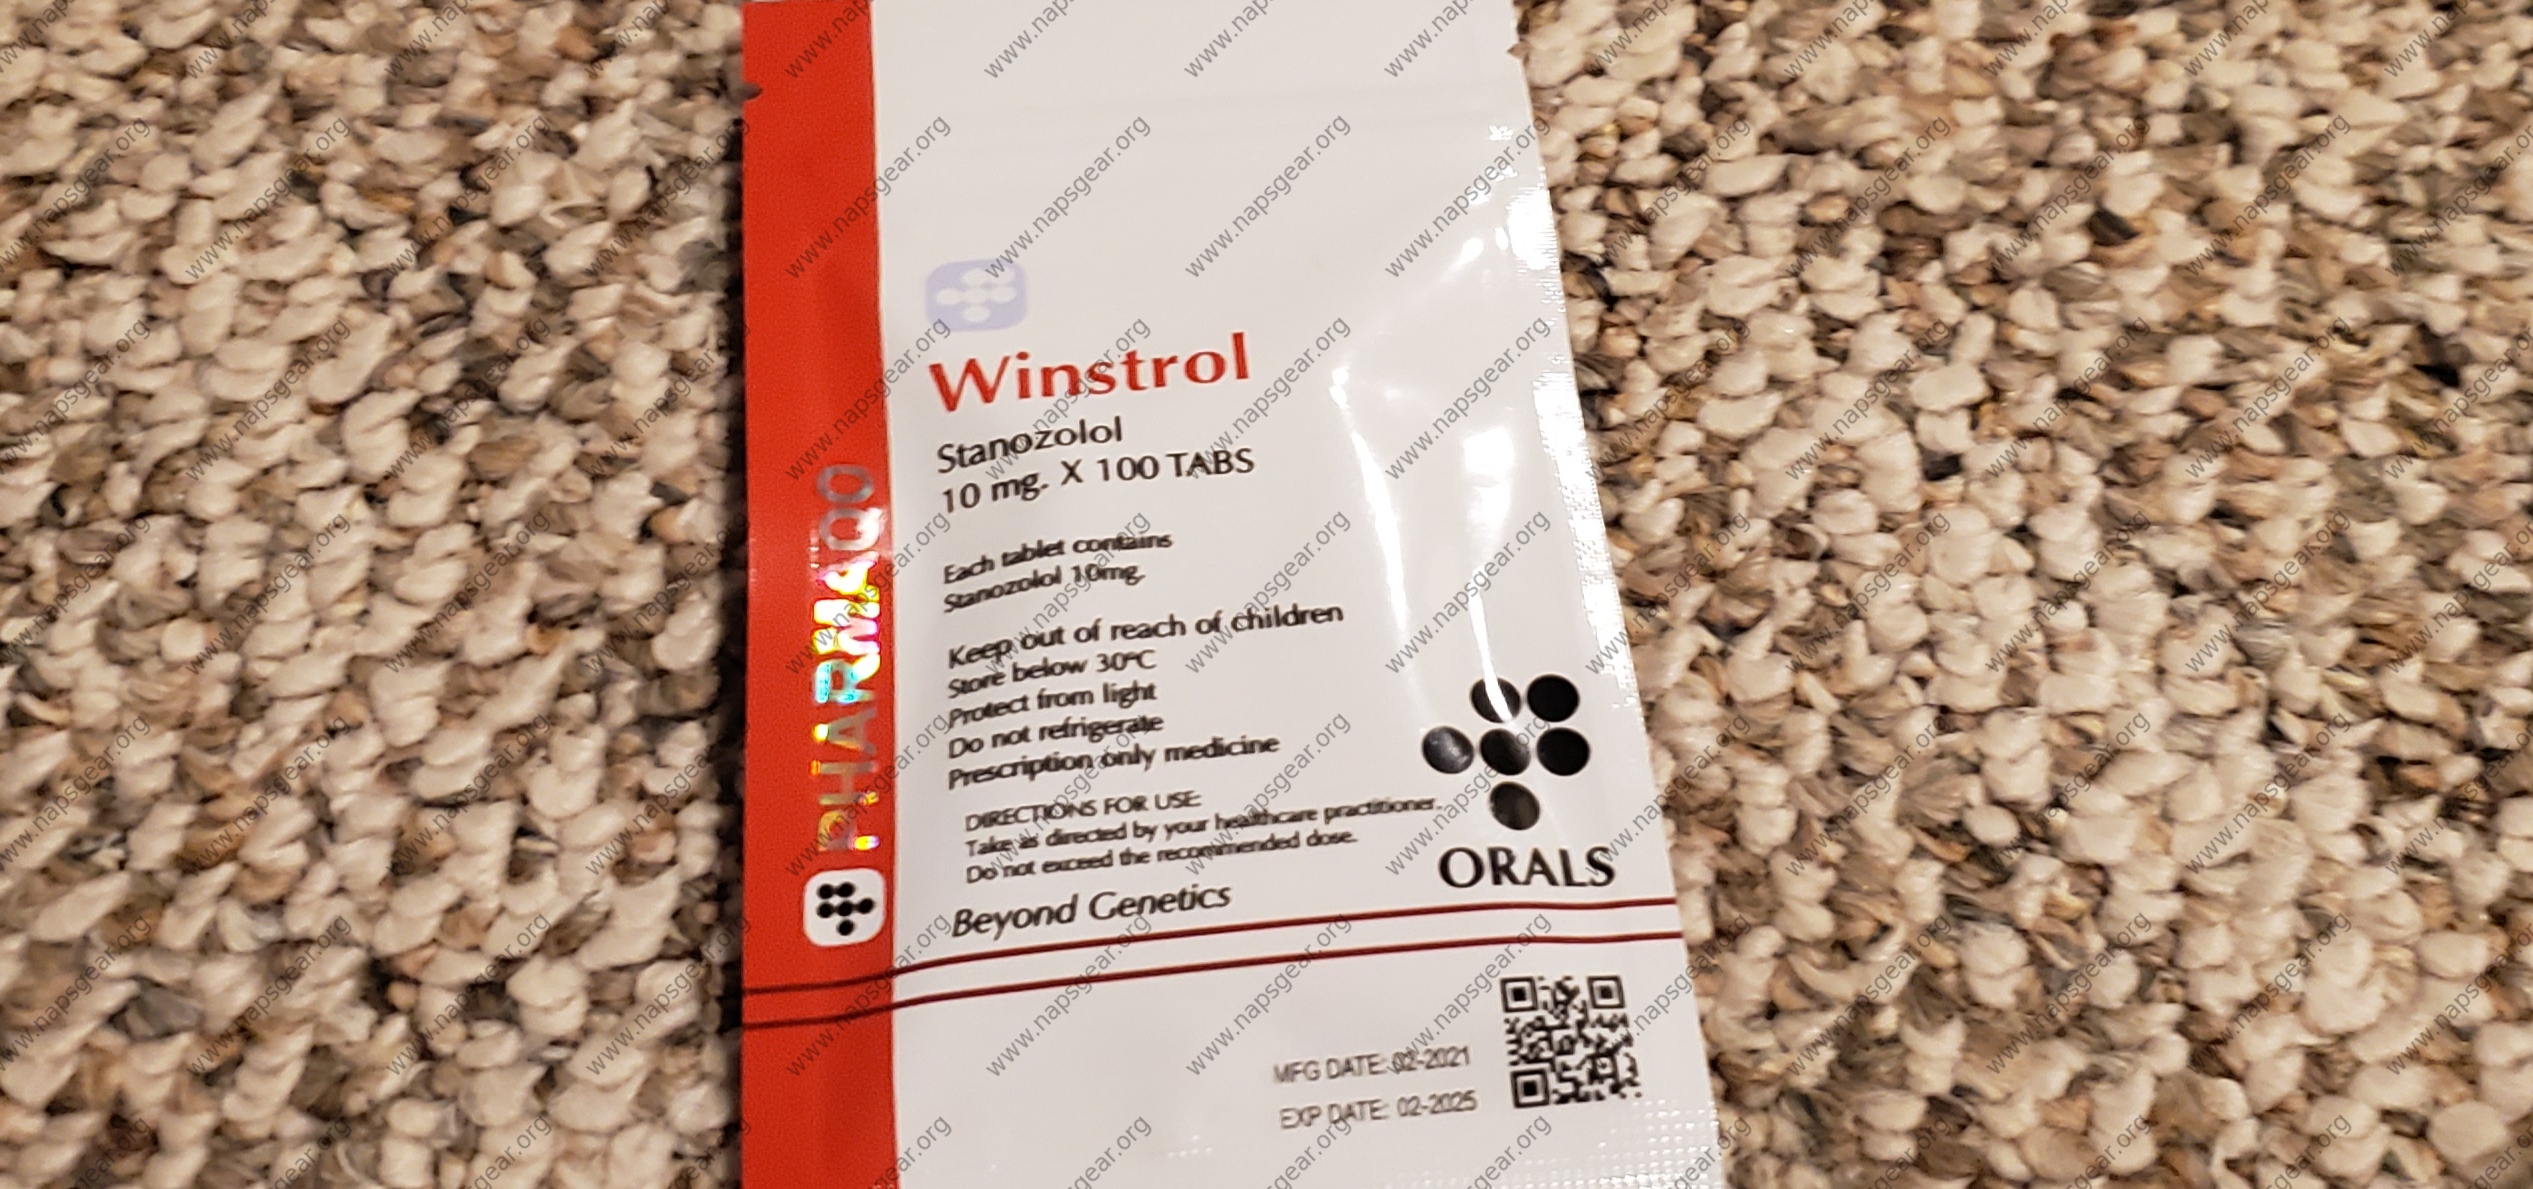 Winstrol
Stanozolol
10 mg. X 100 TABS
Each tablet contains
Stanozolol 10mg.
Keep out of reach of children
Store below 30ºC
Protect from light
Do not refrigerate
Prescription only medicine
DIRECTIONS FOR USE:
Take as directed by your healthcare practitioner.
Do not exceed the recommended dose.
Beyond Genetics
ORALS
PHARMAQO
MFG DATE: 02-2021
EXP DATE: 02-2025
www.napsgear.org